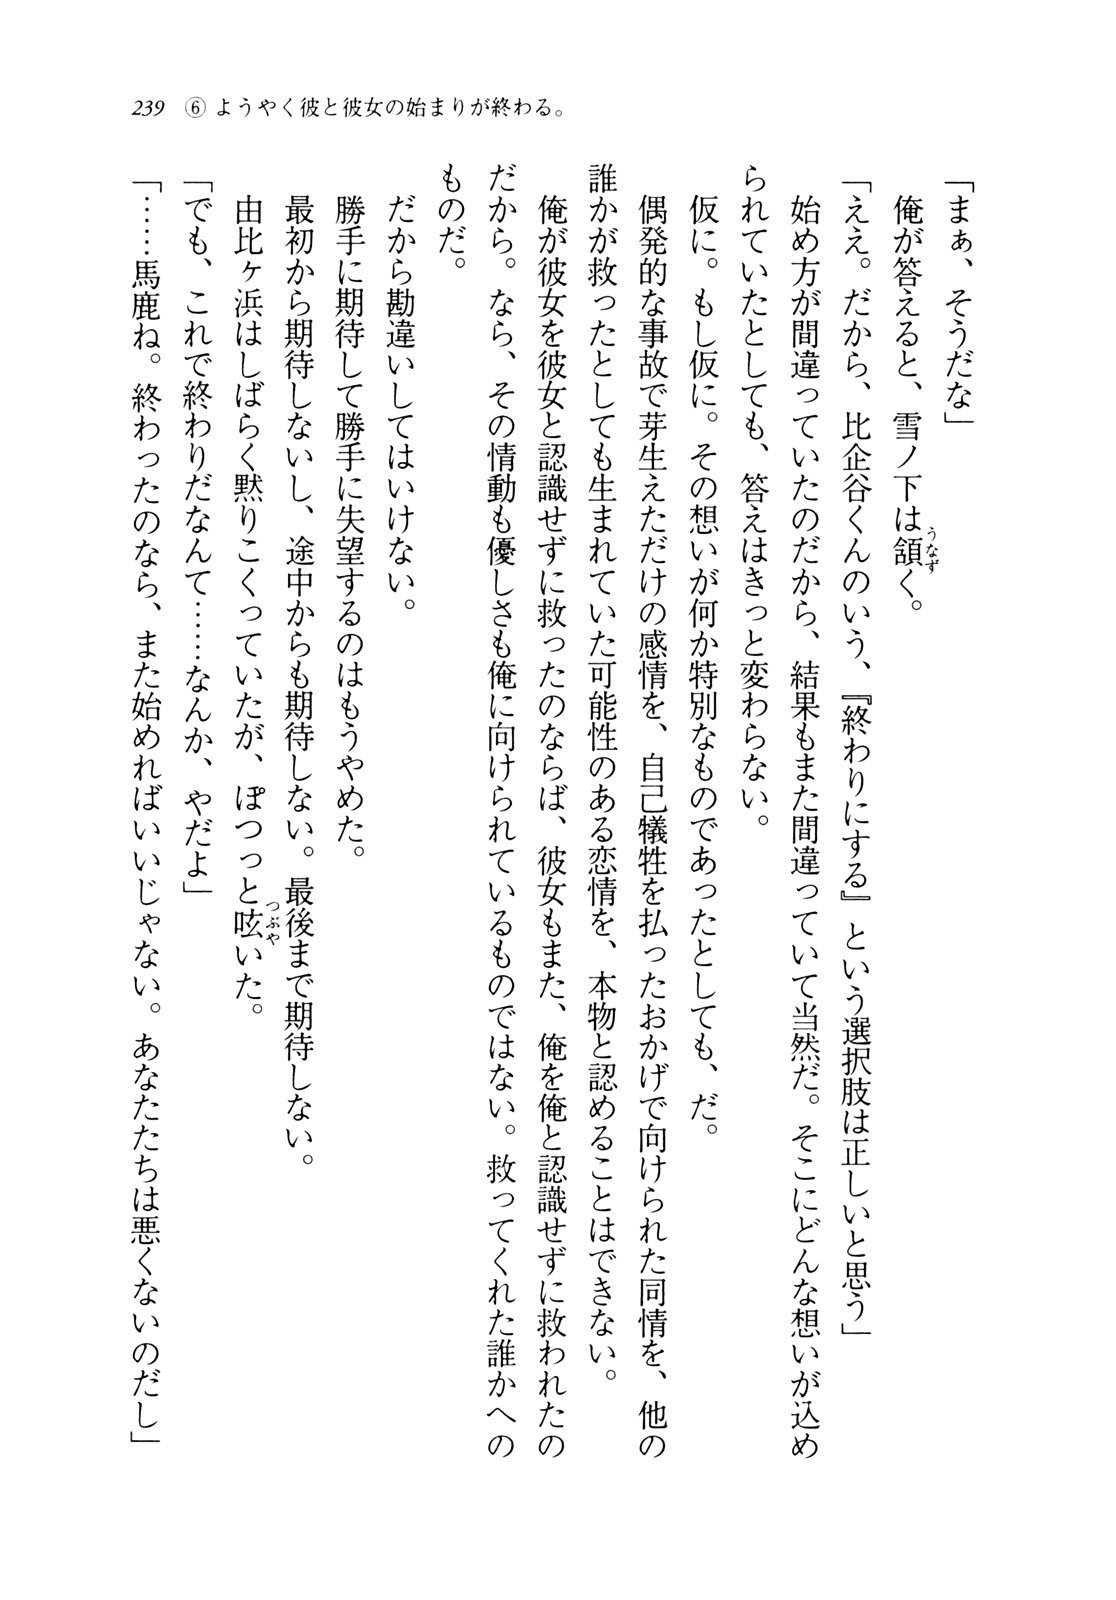 239 ⑥ ようやく彼と彼女の始まりが終わる。
「まぁ、そうだな」
　俺が答えると、雪ノ下は頷く。
「ええ。だから、比企谷くんのいう、『終わりにする』という選択肢は正しいと思う」
　始め方が間違っていたのだから、結果もまた間違っていて当然だ。そこにどんな想いが込め
られていたとしても、答えはきっと変わらない。
　仮に。もし仮に。その想いが何か特別なものであったとしても、だ。
　偶発的な事故で芽生えただけの感情を、自己犠牲を払ったおかげで向けられた同情を、他の
誰かが救ったとしても生まれていた可能性のある恋情を、本物と認めることはできない。
　俺が彼女を彼女と認識せずに救ったのならば、彼女もまた、俺を俺と認識せずに救われたの
だから。なら、その情動も優しさも俺に向けられているものではない。救ってくれた誰かへの
ものだ。
　だから勘違いしてはいけない。
　勝手に期待して勝手に失望するのはもうやめた。
　最初から期待しないし、途中からも期待しない。最後まで期待しない。
　由比ヶ浜はしばらく黙りこくっていたが、ぽつっと呟いた。
「でも、これで終わりだなんて……なんか、やだよ」
「……馬鹿ね。終わったのなら、また始めればいいじゃない。あなたたちは悪くないのだし」
うなず
つぶや